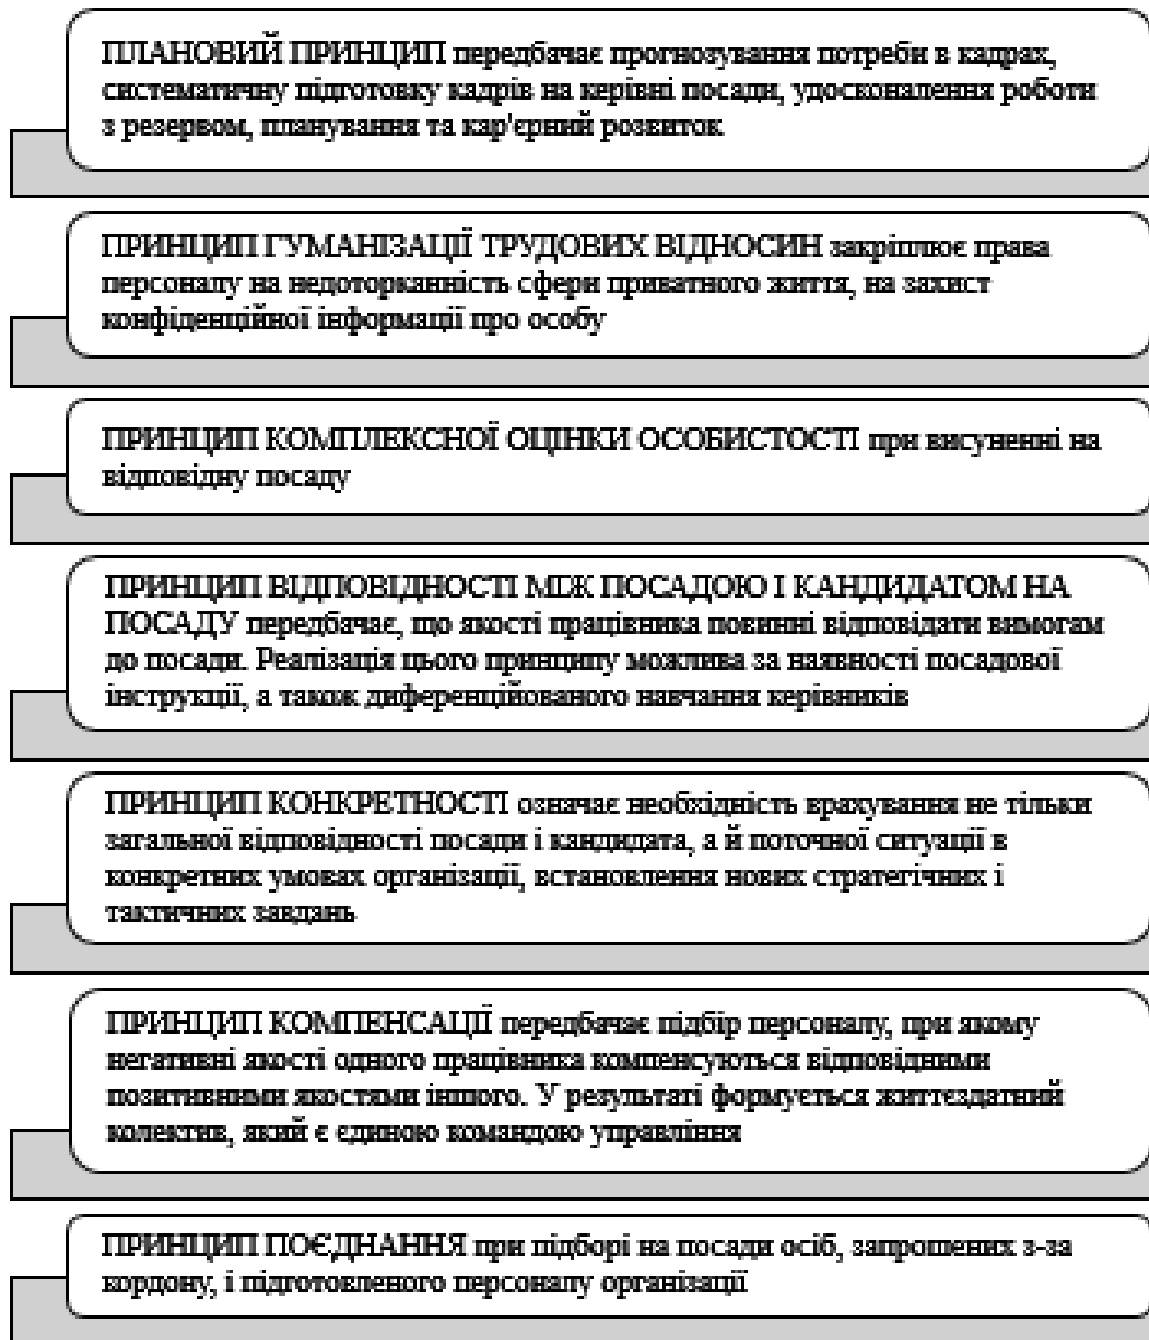 ПЛАНОВИЙ ПРИНЦИП передбачає прогнозування потреби в кадрах,
систематичну підготовку кадрів на керівні посади, удосконалення роботи
з резервом, планування та кар'єрний розвиток
ПРИНЦИП ГУМАНІЗАЦІЇ ТРУДОВИХ ВІДНОСИН закріплює права
персоналу на недоторканність сфери приватного життя, на захист
конфіденційної інформації про особу
ПРИНЦИП КОМПЛЕКСНОЇ ОЦІНКИ ОСОБИСТОСТІ при висуненні на
відповідну посаду
ПРИНЦИП ВІДПОВІДНОСТІ МІЖ ПОСАДОЮ І КАНДИДАТОМ НА
ПОСАДУ передбачає, що якості працівника повинні відповідати вимогам
до посади. Реалізація цього принципу можлива за наявності посадової
інструкції, а також диференційованого навчання керівників
ПРИНЦИП КОНКРЕТНОСТІ означає необхідність врахування не тільки
загальної відповідності посади і кандидата, а й поточної ситуації в
конкретних умовах організації, встановлення нових стратегічних і
тактичних завдань
ПРИНЦИП КОМПЕНСАЦІЇ передбачає підбір персоналу, при якому
негативні якості одного працівника компенсуються відповідними
позитивними якостями іншого. У результаті формується життєздатний
колектив, який є єдиною командою управління
ПРИНЦИП ПОЄДНАННЯ при підборі на посади осіб, запрошених з-за
кордону, і підготовленого персоналу організації